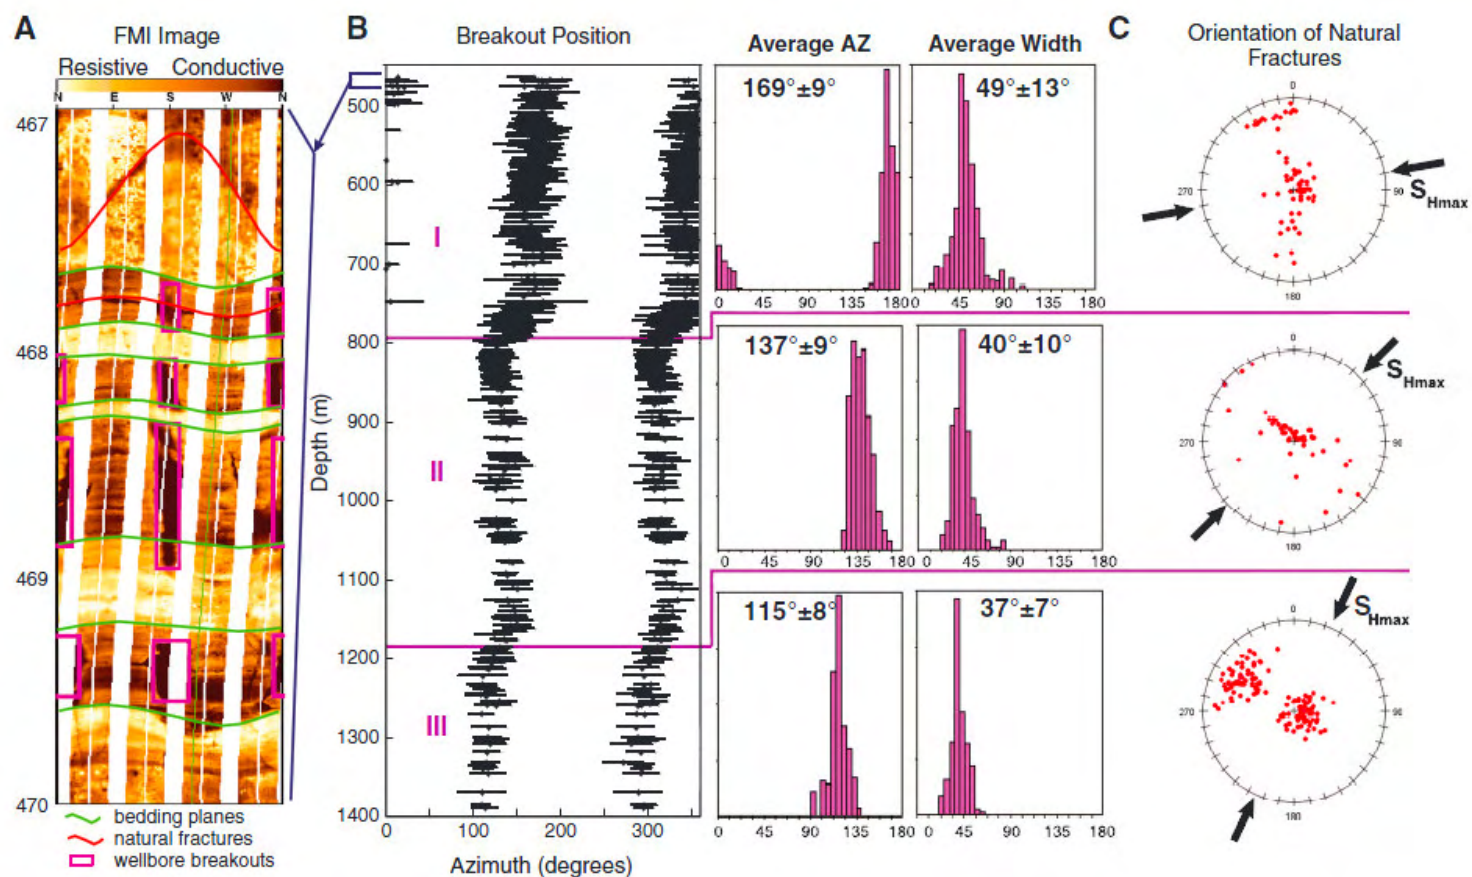 A
FMI Image
Resistive Conductive
N E S W N
467
468
469
470
bedding planes
natural fractures
wellbore breakouts
B
Breakout Position
Depth (m)
500
600
700
800
900
1000
1100
1200
1300
1400
I
II
III
0 100 200 300
Azimuth (degrees)
Average AZ
169°±9°
0 45 90 135 180
137°±9°
0 45 90 135 180
115°±8°
0 45 90 135 180
Average Width
49°±13°
0 45 90 135 180
40°±10°
0 45 90 135 180
37°±7°
0 45 90 135 180
C
Orientation of Natural
Fractures
0
270 90
180
SHmax
0
270 90
180
SHmax
0
270 90
180
SHmax